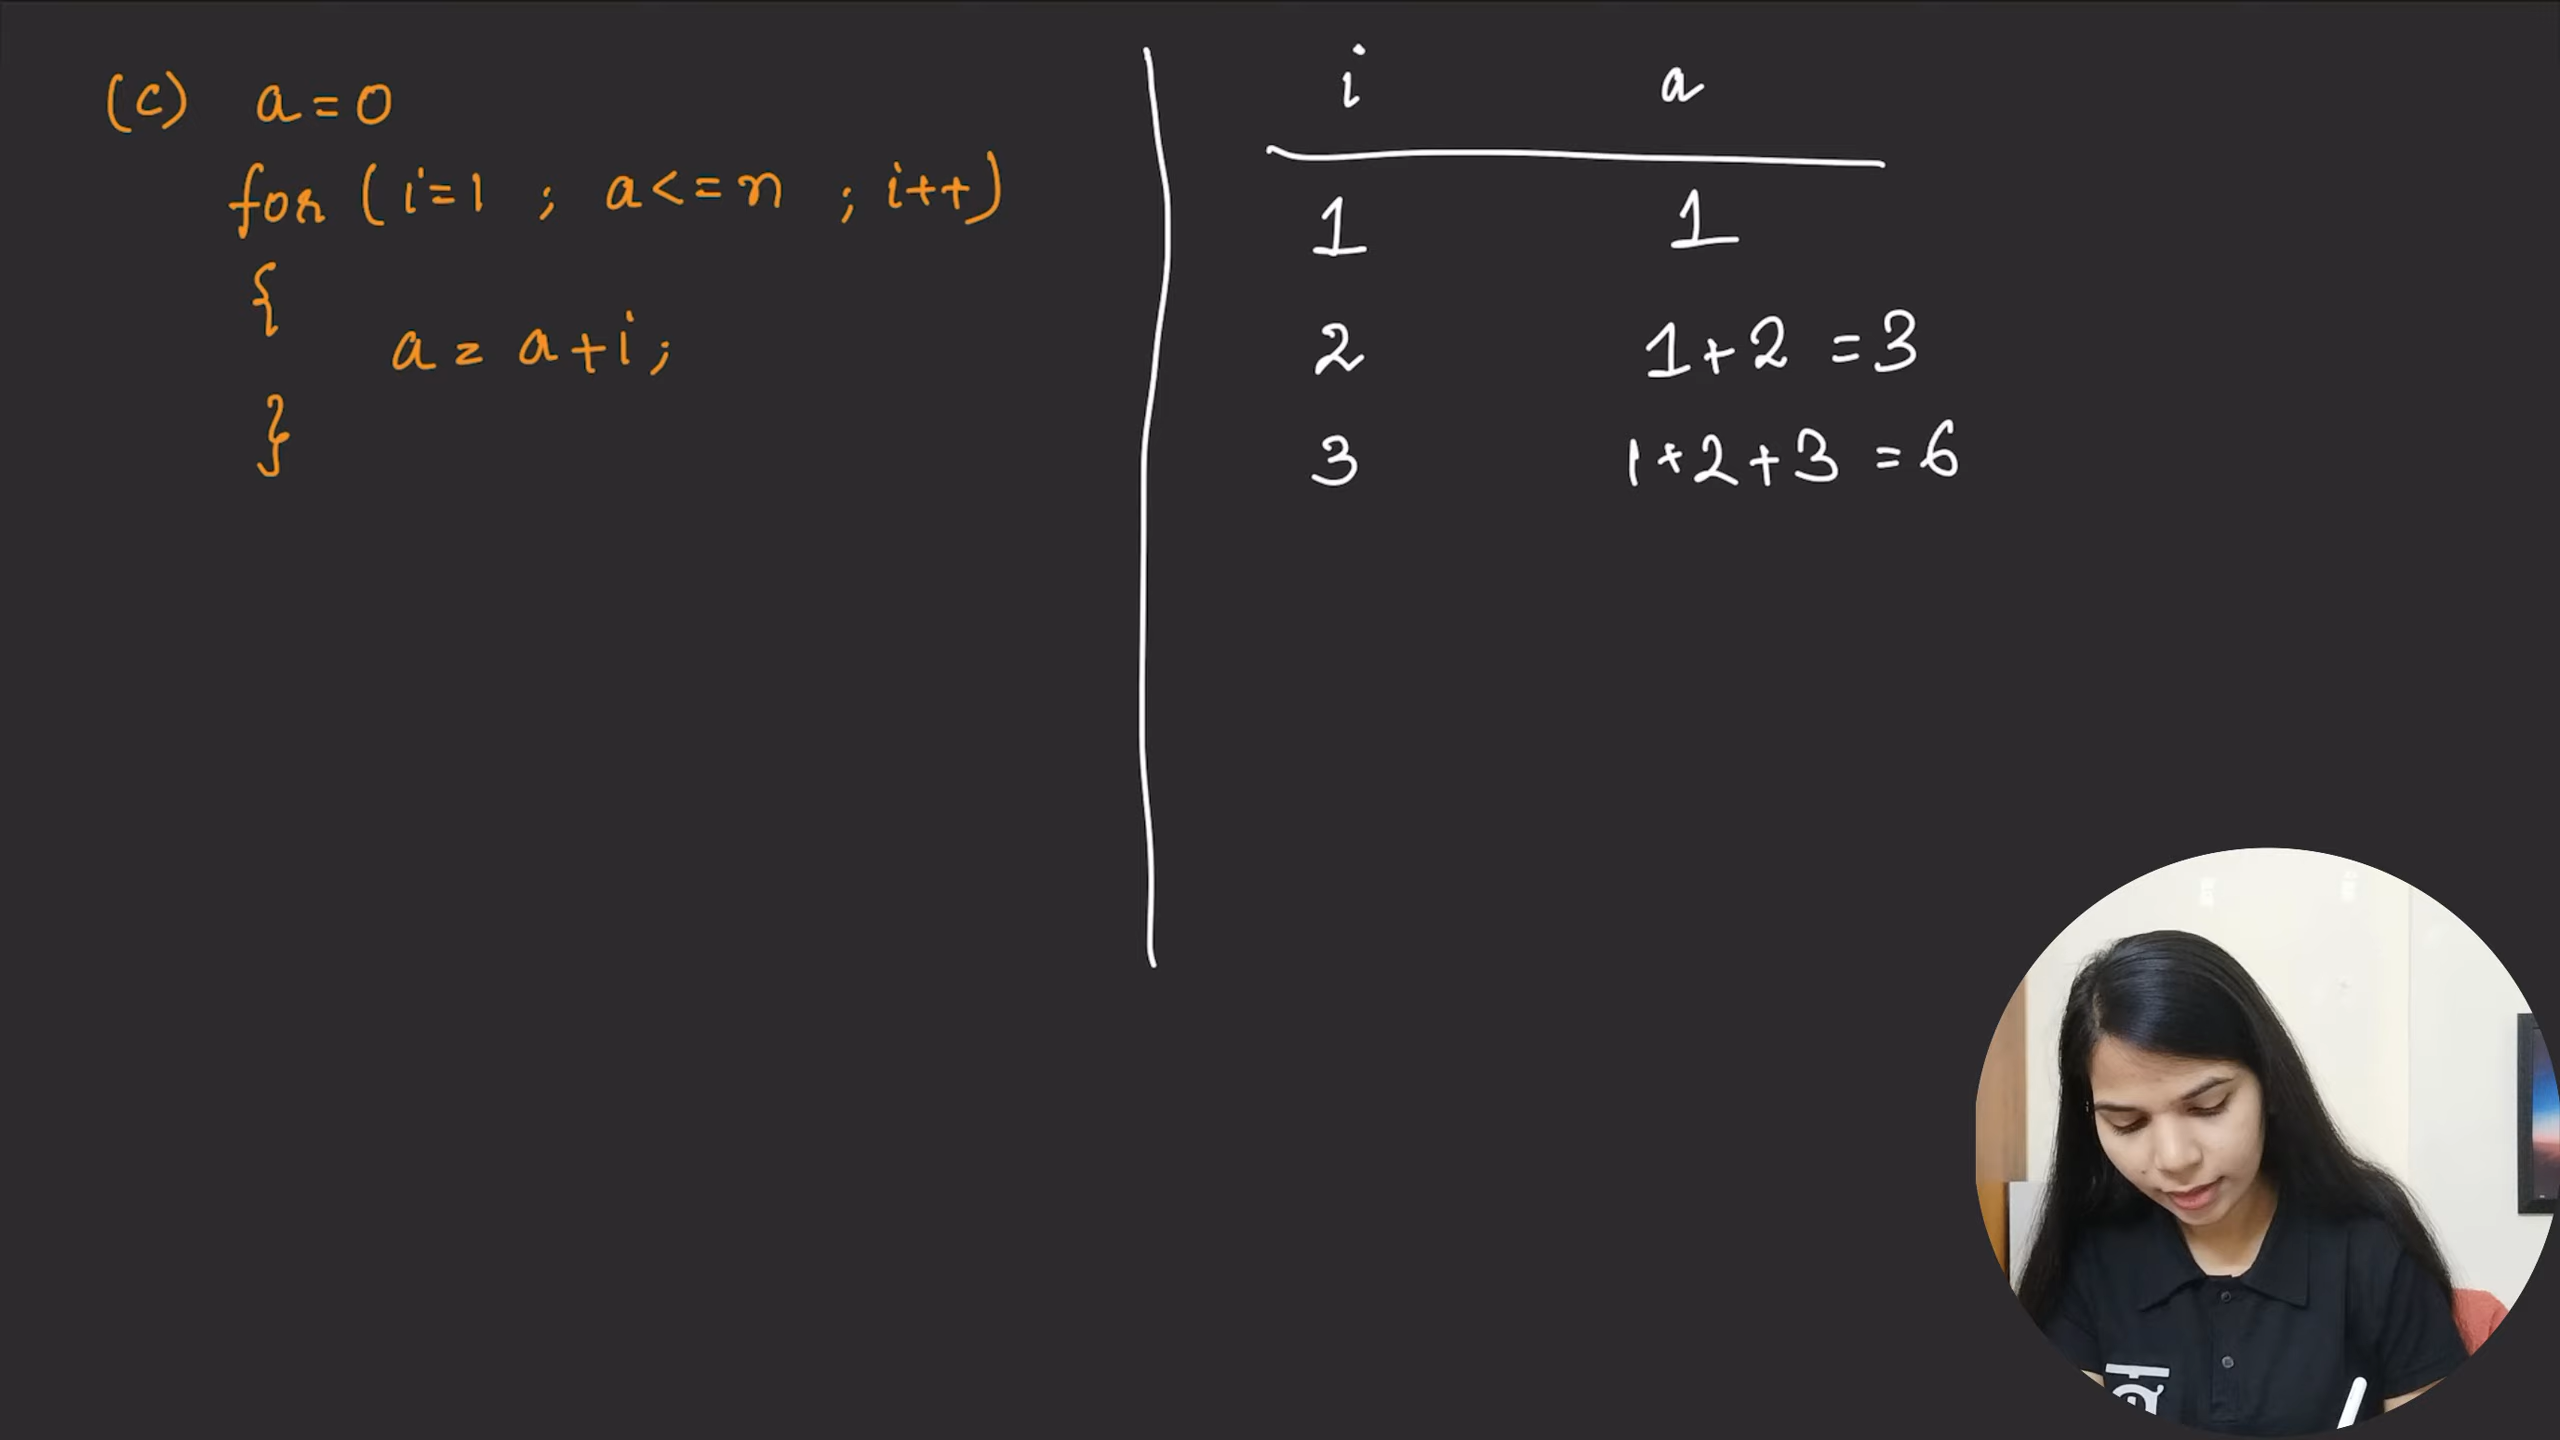 (c) a=0
for (i=1 ; a<=n ; i++)
{
a = a+i;
}
i a
1 1
2 1+2 =3
3 1+2+3 =6